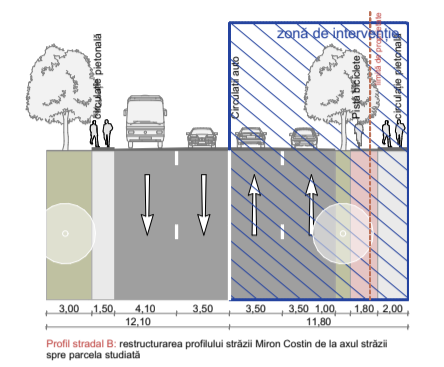 zona de intervenție
circulație pietonală
Circulații auto
Pistă biciclete
limită de proprietate
circulație pietonală
3,00 1,50 4,10 3,50 3,50 3,50 1,00 1,80 2,00
12,10 11,80
Profil stradal B: restructurarea profilului străzii Miron Costin de la axul străzii
spre parcela studiată